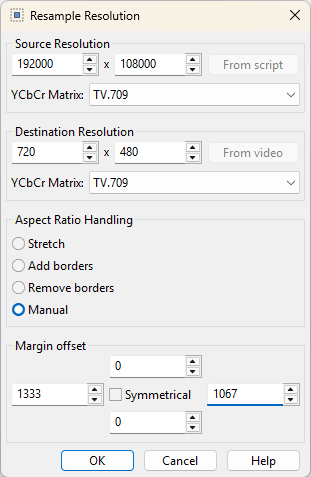 Resample Resolution
Source Resolution
192000 x 108000 From script
YCbCr Matrix: TV.709
Destination Resolution
720 x 480 From video
YCbCr Matrix: TV.709
Aspect Ratio Handling
Stretch
Add borders
Remove borders
Manual
Margin offset
0
1333 Symmetrical 1067
0
OK Cancel Help